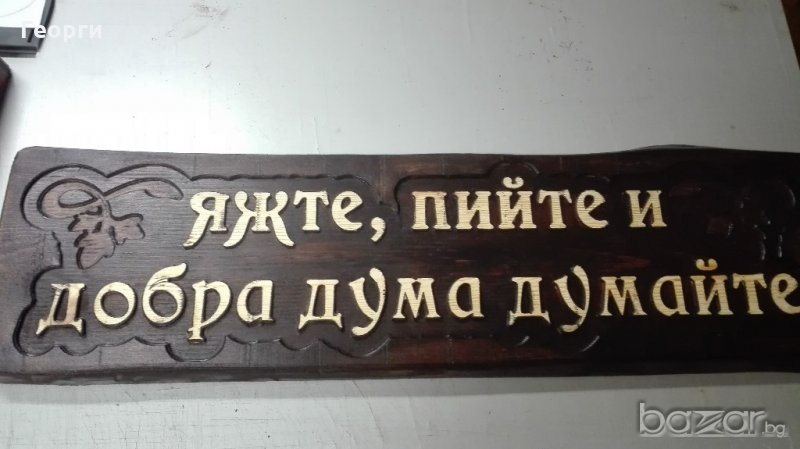 Георги
яжте, пийте и
добра дума думайте
bazar.bg